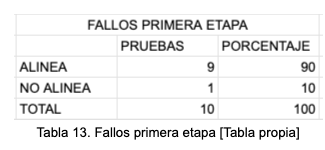 FALLOS PRIMERA ETAPA
PRUEBAS PORCENTAJE
ALINEA 9 90
NO ALINEA 1 10
TOTAL 10 100
Tabla 13. Fallos primera etapa [Tabla propia]